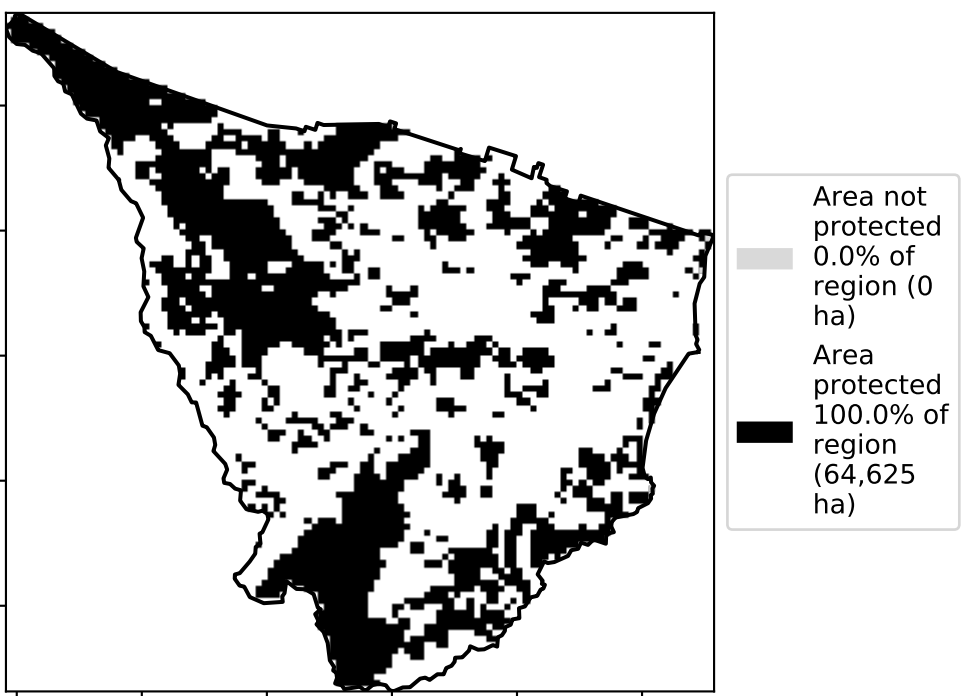 Area not
protected
0.0% of
region (0
ha)
Area
protected
100.0% of
region
(64,625
ha)